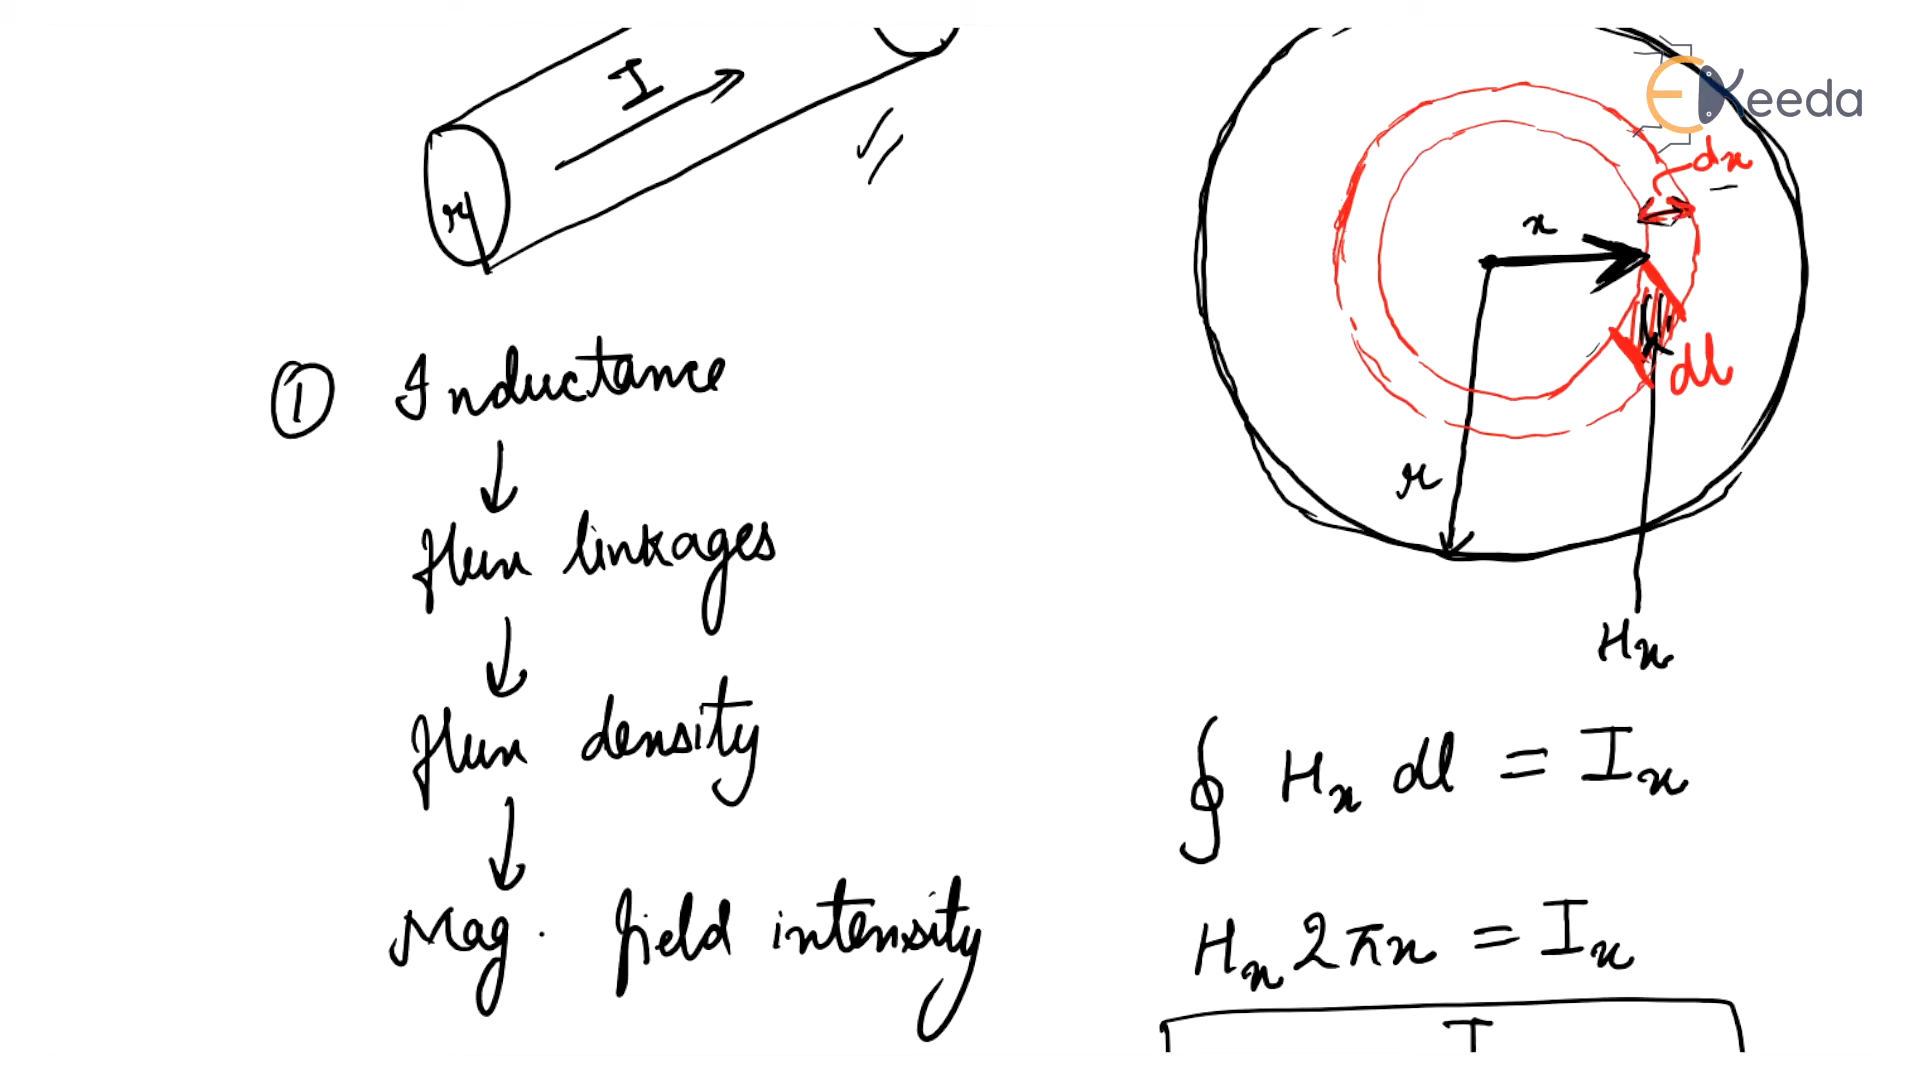 I
r
① Inductance
↓
flux linkages
↓
flux density
↓
Mag. field intensity
EKeeda
dx
x
dl
r
Hx
∮ Hx dl = Ix
Hx 2πx = Ix
I